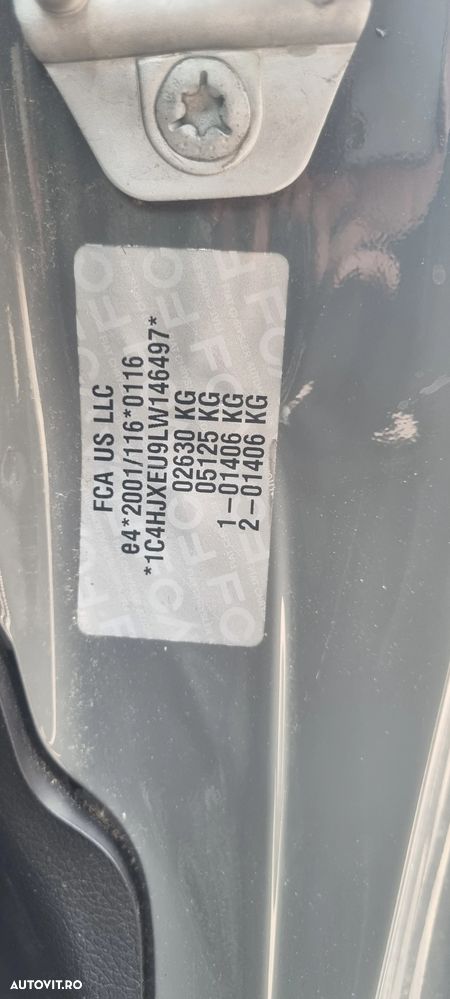 FCA US LLC
e4*2001/116*0116
*1C4HJXEU9LW146497*
02630 KG
05125 KG
1-01406 KG
2-01406 KG
AUTOVIT.RO